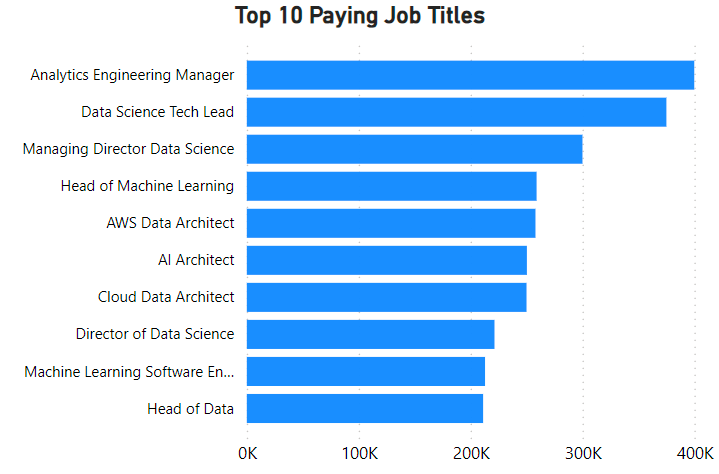 Top 10 Paying Job Titles
Analytics Engineering Manager
Data Science Tech Lead
Managing Director Data Science
Head of Machine Learning
AWS Data Architect
AI Architect
Cloud Data Architect
Director of Data Science
Machine Learning Software En...
Head of Data
0K 100K 200K 300K 400K